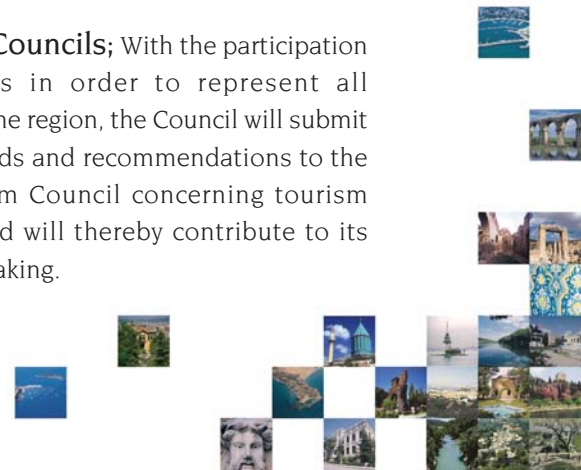 Councils; With the participation
s in order to represent all
he region, the Council will submit
ds and recommendations to the
m Council concerning tourism
d will thereby contribute to its
aking.